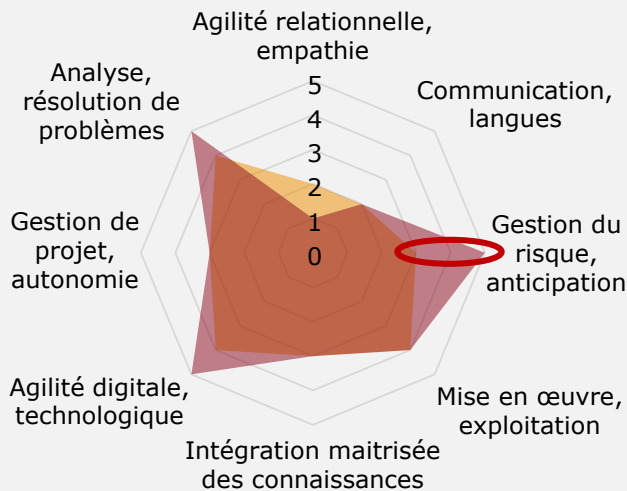 Agilité relationnelle,
empathie
Communication,
langues
Gestion du
risque,
anticipation
Mise en œuvre,
exploitation
Intégration maitrisée
des connaissances
Agilité digitale,
technologique
Gestion de
projet,
autonomie
Analyse,
résolution de
problèmes
5
4
3
2
1
0